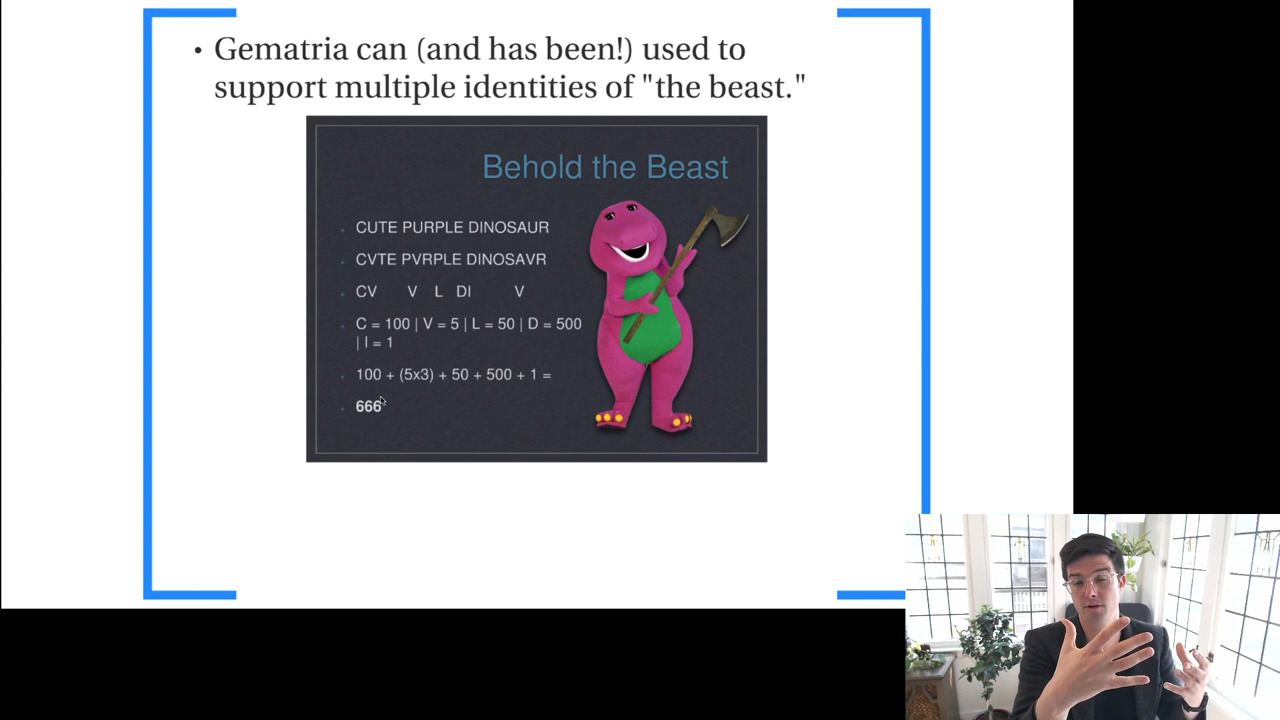 • Gematria can (and has been!) used to
support multiple identities of "the beast."
Behold the Beast
CUTE PURPLE DINOSAUR
CVTE PVRPLE DINOSAVR
CV V L DI V
C = 100 | V = 5 | L = 50 | D = 500
| I = 1
100 + (5x3) + 50 + 500 + 1 =
666